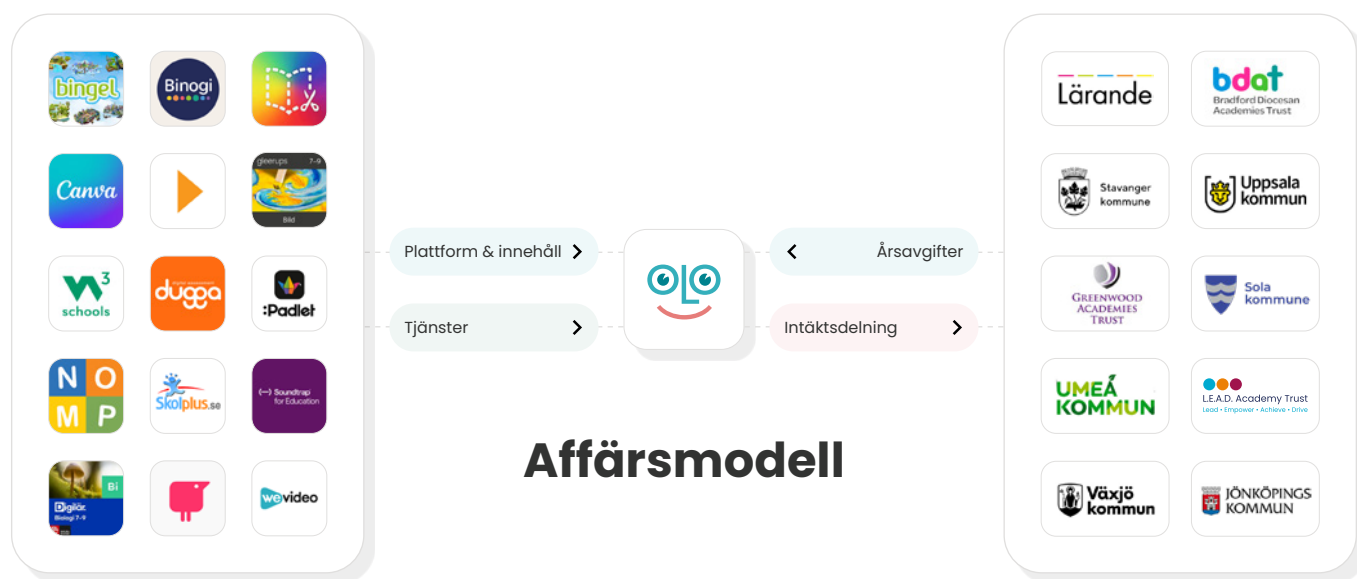 bingel
Binogi
Canva
gleerups 7-9
Bild
W3
schools
dugga
:Padlet
N O
M P
Skolplus.se
Soundtrap
for Education
Bi
Digilär.
Biologi 7-9
wevideo
Plattform & innehåll
Tjänster
OLO
Årsavgifter
Intäktsdelning
Affärsmodell
Lärande
bdat
Bradford Diocesan
Academies Trust
Stavanger
kommune
Uppsala
kommun
GREENWOOD
ACADEMIES
TRUST
Sola
kommune
UMEÅ
KOMMUN
L.E.A.D. Academy Trust
Lead • Empower • Achieve • Drive
Växjö
kommun
JÖNKÖPINGS
KOMMUN